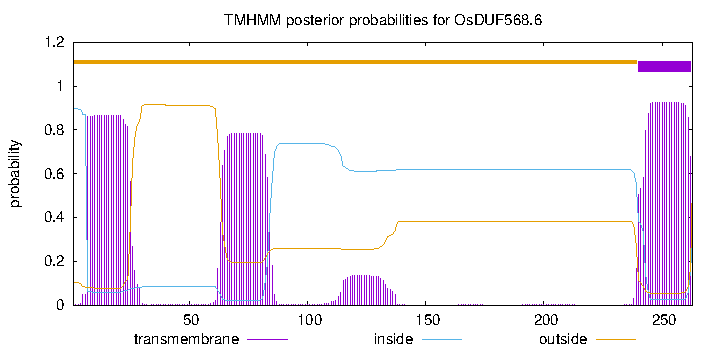 TMHMM posterior probabilities for OsDUF568.6
1.2
1
0.8
0.6
0.4
0.2
0
probability
50 100 150 200 250
transmembrane inside outside